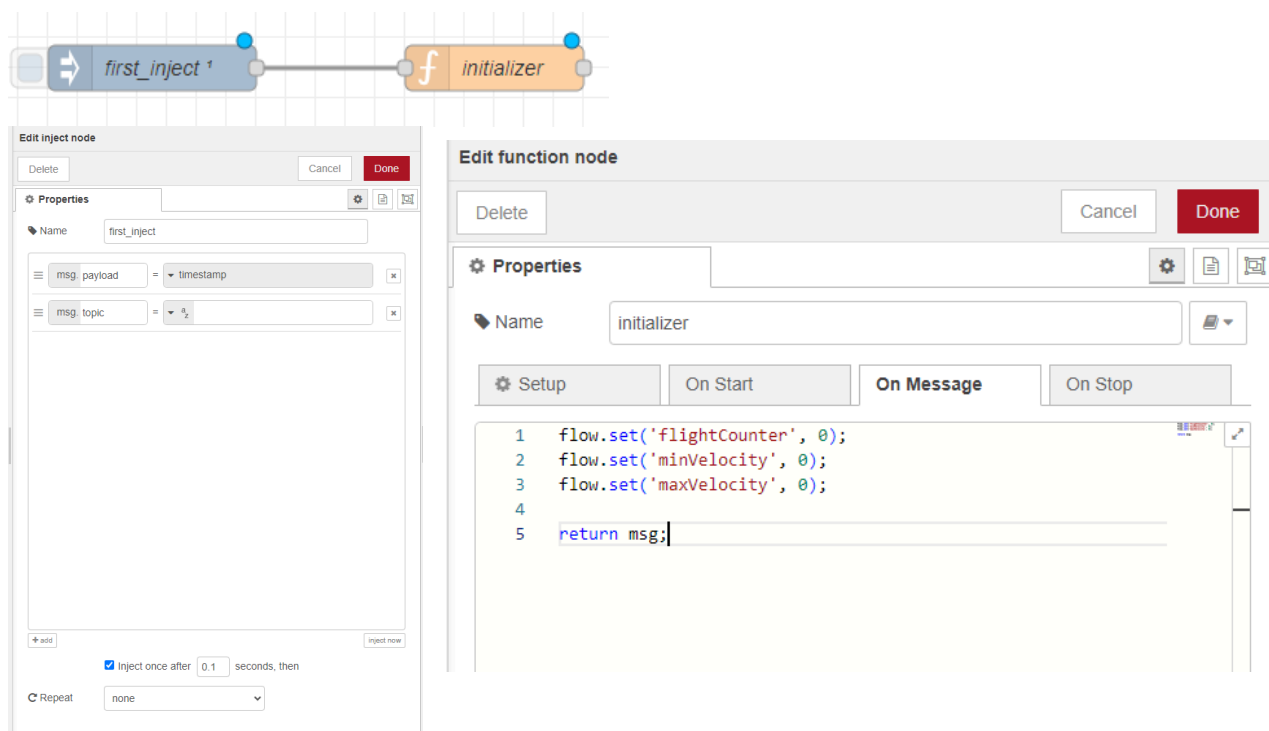 first_inject ¹
initializer
Edit inject node
Delete
Cancel
Done
Properties
Name
first_inject
msg. payload = timestamp
msg. topic = az
add
inject now
Inject once after 0.1 seconds, then
Repeat
none
Edit function node
Delete
Cancel
Done
Properties
Name
initializer
Setup
On Start
On Message
On Stop
1 flow.set('flightCounter', 0);
2 flow.set('minVelocity', 0);
3 flow.set('maxVelocity', 0);
4
5 return msg;